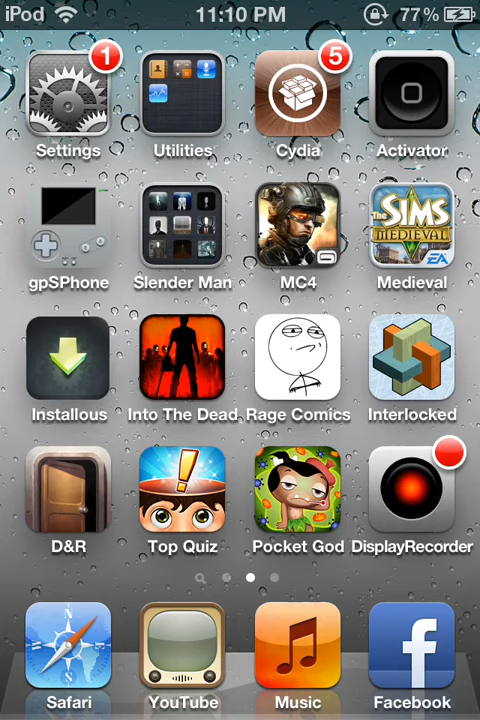 iPod 11:10 PM 77%
1 5
Settings Utilities Cydia Activator
The SIMS
MEDIEVAL
EA
gpSPhone Slender Man MC4 Medieval
Installous Into The Dead Rage Comics Interlocked
D&R Top Quiz Pocket God DisplayRecorder
N
f
Safari YouTube Music Facebook